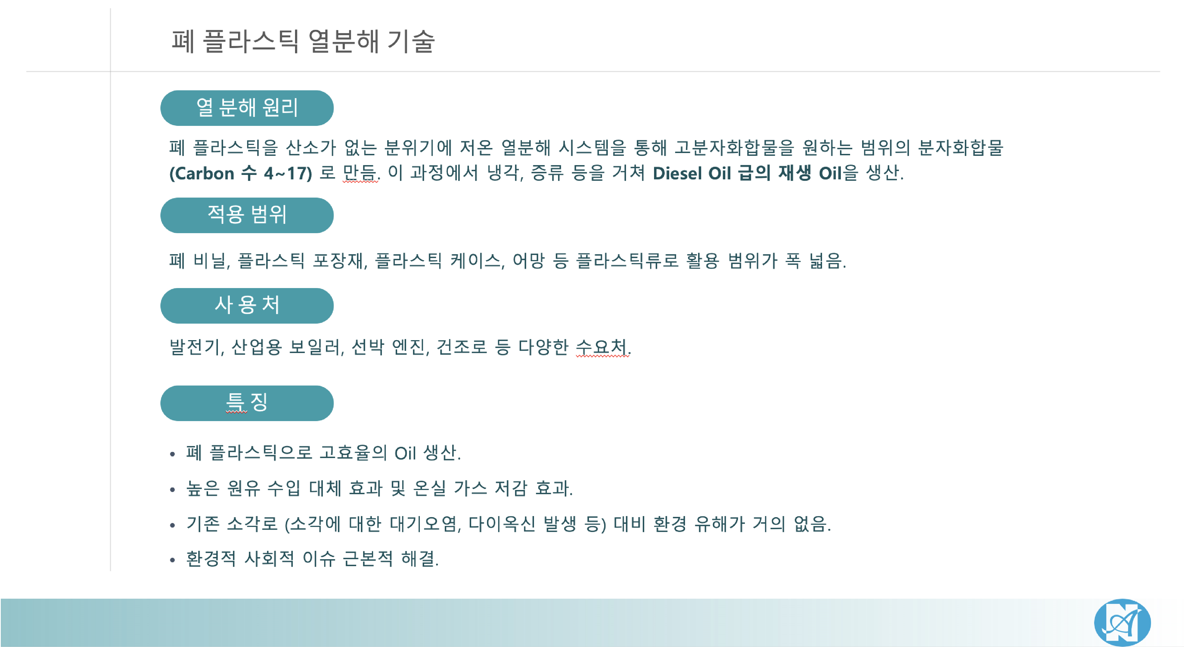 폐 플라스틱 열분해 기술
열 분해 원리
폐 플라스틱을 산소가 없는 분위기에 저온 열분해 시스템을 통해 고분자화합물을 원하는 범위의 분자화합물
(Carbon 수 4~17) 로 만듬. 이 과정에서 냉각, 증류 등을 거쳐 Diesel Oil 급의 재생 Oil을 생산.
적용 범위
폐 비닐, 플라스틱 포장재, 플라스틱 케이스, 어망 등 플라스틱류로 활용 범위가 폭 넓음.
사 용 처
발전기, 산업용 보일러, 선박 엔진, 건조로 등 다양한 수요처.
특 징
• 폐 플라스틱으로 고효율의 Oil 생산.
• 높은 원유 수입 대체 효과 및 온실 가스 저감 효과.
• 기존 소각로 (소각에 대한 대기오염, 다이옥신 발생 등) 대비 환경 유해가 거의 없음.
• 환경적 사회적 이슈 근본적 해결.